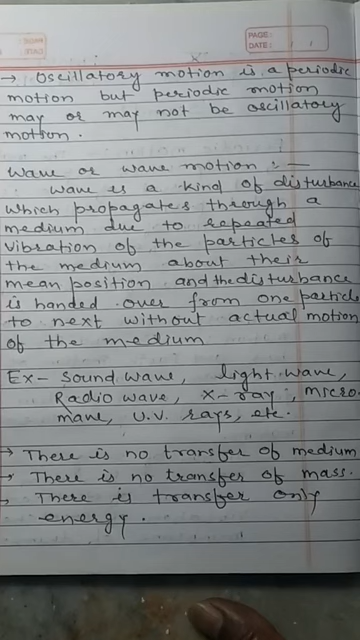 PAGE:
DATE:
→ Oscillatory motion is a periodic
motion but periodic motion
may or may not be oscillatory
motion.
Wave or wave motion :—
Wave is a kind of disturbance
which propagates through a
medium due to repeated
vibration of the particles of
the medium about their
mean position and the disturbance
is handed over from one particle
to next without actual motion
of the medium
Ex- Sound wave, light wave,
Radio wave, x-ray, micro
mave, U.V. rays, etc.
→ There is no transfer of medium
→ There is no transfer of mass.
→ There is transfer only
energy.